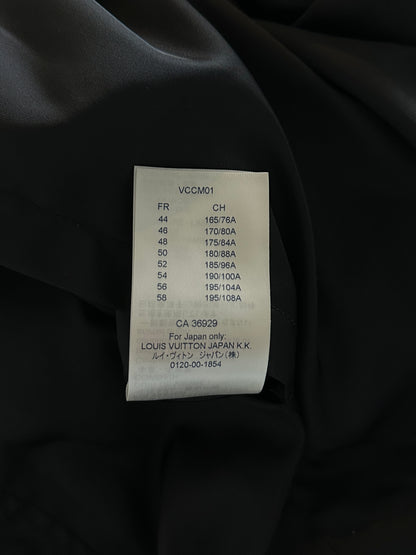 VCCM01
FR CH
44 165/76A
46 170/80A
48 175/84A
50 180/88A
52 185/96A
54 190/100A
56 195/104A
58 195/108A
CA 36929
For Japan only:
LOUIS VUITTON JAPAN K.K.
ルイ・ヴィトン ジャパン(株)
0120-00-1854